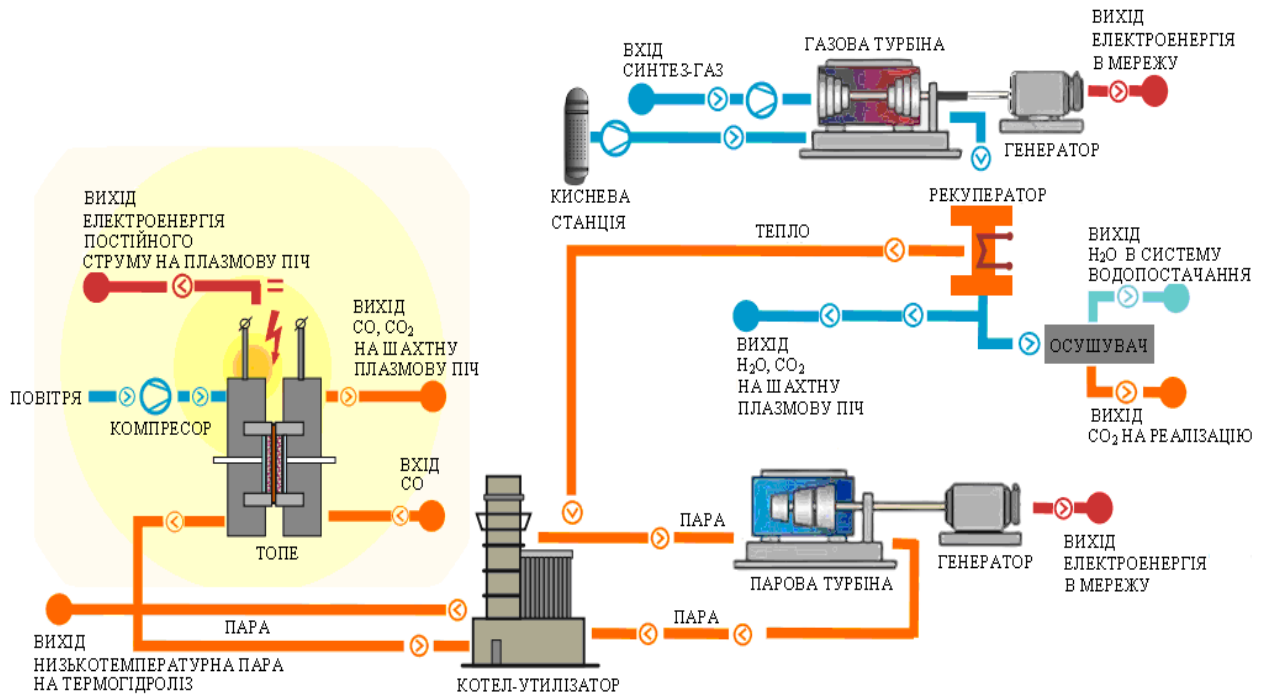 ВХІД
СИНТЕЗ-ГАЗ
ГАЗОВА ТУРБІНА
ВИХІД
ЕЛЕКТРОЕНЕРГІЯ
В МЕРЕЖУ
ГЕНЕРАТОР
КИСНЕВА
СТАНЦІЯ
РЕКУПЕРАТОР
ТЕПЛО
ВИХІД
ЕЛЕКТРОЕНЕРГІЯ
ПОСТІЙНОГО
СТРУМУ НА ПЛАЗМОВУ ПІЧ
=
ВИХІД
H2O В СИСТЕМУ
ВОДОПОСТАЧАННЯ
ВИХІД
CO, CO2
НА ШАХТНУ
ПЛАЗМОВУ ПІЧ
ВИХІД
H2O, CO2
НА ШАХТНУ
ПЛАЗМОВУ ПІЧ
ОСУШУВАЧ
ПОВІТРЯ
КОМПРЕСОР
ВИХІД
CO2 НА РЕАЛІЗАЦІЮ
ВХІД
CO
ТОПЕ
ПАРА
ПАРОВА ТУРБІНА
ГЕНЕРАТОР
ВИХІД
ЕЛЕКТРОЕНЕРГІЯ
В МЕРЕЖУ
ПАРА
ПАРА
ВИХІД
НИЗЬКОТЕМПЕРАТУРНА ПАРА
НА ТЕРМОГІДРОЛІЗ
КОТЕЛ-УТИЛІЗАТОР